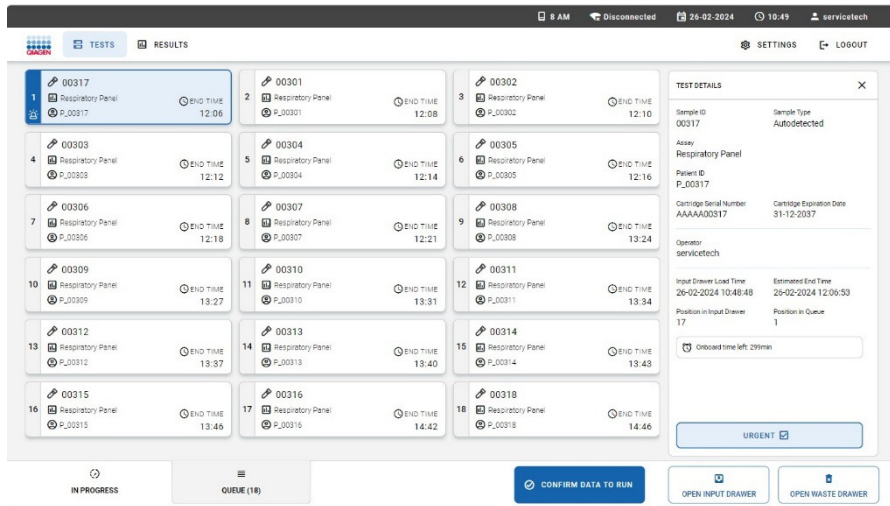 8 AM Disconnected 26-02-2024 10:49 servicetech
QIAGEN TESTS RESULTS SETTINGS LOGOUT
1 00317 Respiratory Panel P_00317 END TIME 12:06
2 00301 Respiratory Panel P_00301 END TIME 12:08
3 00302 Respiratory Panel P_00302 END TIME 12:10
4 00303 Respiratory Panel P_00303 END TIME 12:12
5 00304 Respiratory Panel P_00304 END TIME 12:14
6 00305 Respiratory Panel P_00305 END TIME 12:16
7 00306 Respiratory Panel P_00306 END TIME 12:18
8 00307 Respiratory Panel P_00307 END TIME 12:21
9 00308 Respiratory Panel P_00308 END TIME 13:24
10 00309 Respiratory Panel P_00309 END TIME 13:27
11 00310 Respiratory Panel P_00310 END TIME 13:31
12 00311 Respiratory Panel P_00311 END TIME 13:34
13 00312 Respiratory Panel P_00312 END TIME 13:37
14 00313 Respiratory Panel P_00313 END TIME 13:40
15 00314 Respiratory Panel P_00314 END TIME 13:43
16 00315 Respiratory Panel P_00315 END TIME 13:46
17 00316 Respiratory Panel P_00316 END TIME 14:42
18 00318 Respiratory Panel P_00318 END TIME 14:46
TEST DETAILS
Sample ID Sample Type
00317 Autodetected
Assay
Respiratory Panel
Patient ID
P_00317
Cartridge Serial Number Cartridge Expiration Date
AAAAA00317 31-12-2037
Operator
servicetech
Input Drawer Load Time Estimated End Time
26-02-2024 10:48:48 26-02-2024 12:06:53
Position in Input Drawer Position in Queue
17 1
Onboard time left: 299min
URGENT
IN PROGRESS
QUEUE (18)
CONFIRM DATA TO RUN
OPEN INPUT DRAWER
OPEN WASTE DRAWER